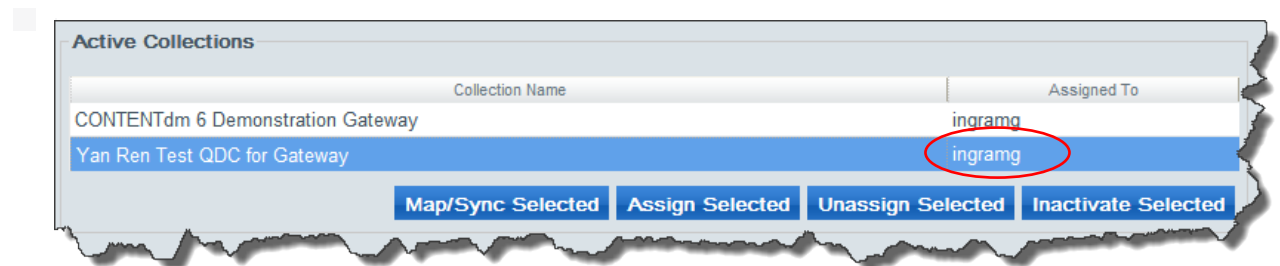 Active Collections
Collection Name Assigned To
CONTENTdm 6 Demonstration Gateway ingramg
Yan Ren Test QDC for Gateway ingramg
Map/Sync Selected Assign Selected Unassign Selected Inactivate Selected